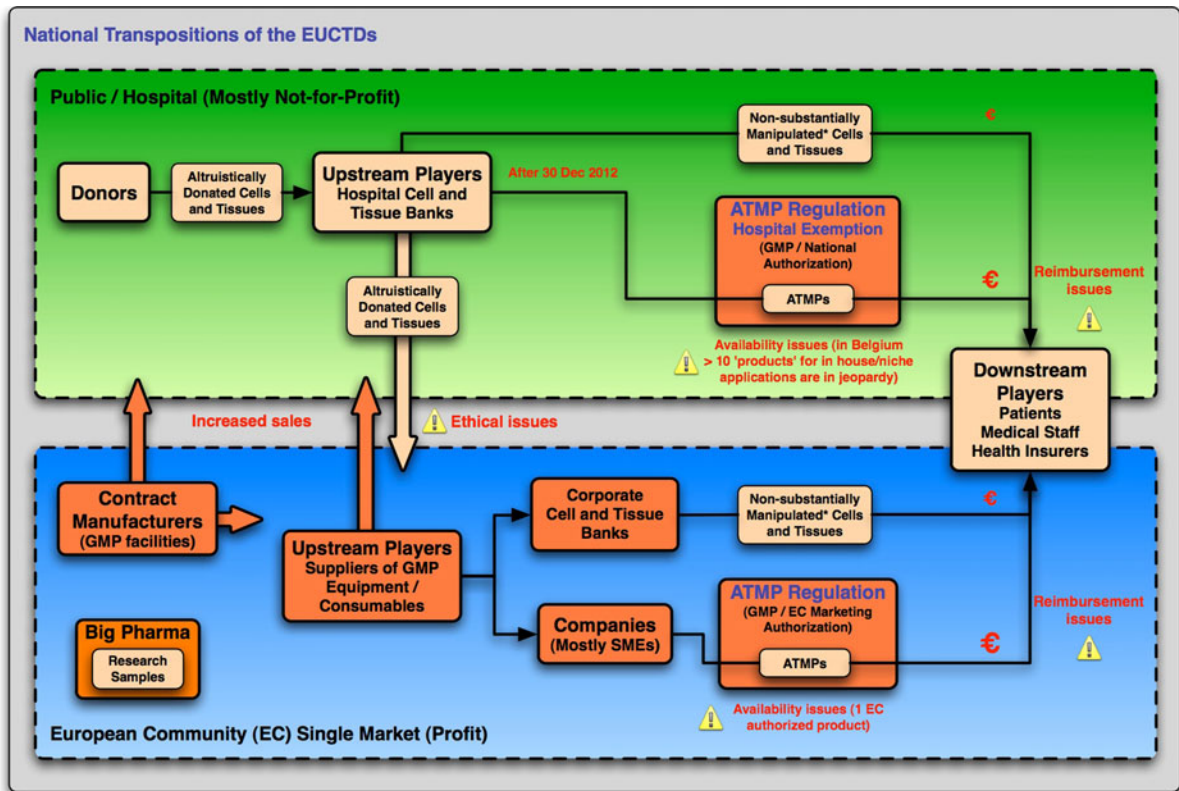 National Transpositions of the EUCTDs
Public / Hospital (Mostly Not-for-Profit)
Donors
Altruistically
Donated Cells
and Tissues
Upstream Players
Hospital Cell and
Tissue Banks
After 30 Dec 2012
Non-substantially
Manipulated* Cells
and Tissues
€
ATMP Regulation
Hospital Exemption
(GMP / National
Authorization)
ATMPs
€
Reimbursement
issues
Altruistically
Donated Cells
and Tissues
Availability issues (in Belgium
> 10 'products' for in house/niche
applications are in jeopardy)
Downstream
Players
Patients
Medical Staff
Health Insurers
Increased sales
Ethical issues
Contract
Manufacturers
(GMP facilities)
Upstream Players
Suppliers of GMP
Equipment /
Consumables
Corporate
Cell and Tissue
Banks
Non-substantially
Manipulated* Cells
and Tissues
€
Companies
(Mostly SMEs)
ATMP Regulation
(GMP / EC Marketing
Authorization)
ATMPs
€
Reimbursement
issues
Big Pharma
Research
Samples
Availability issues (1 EC
authorized product)
European Community (EC) Single Market (Profit)